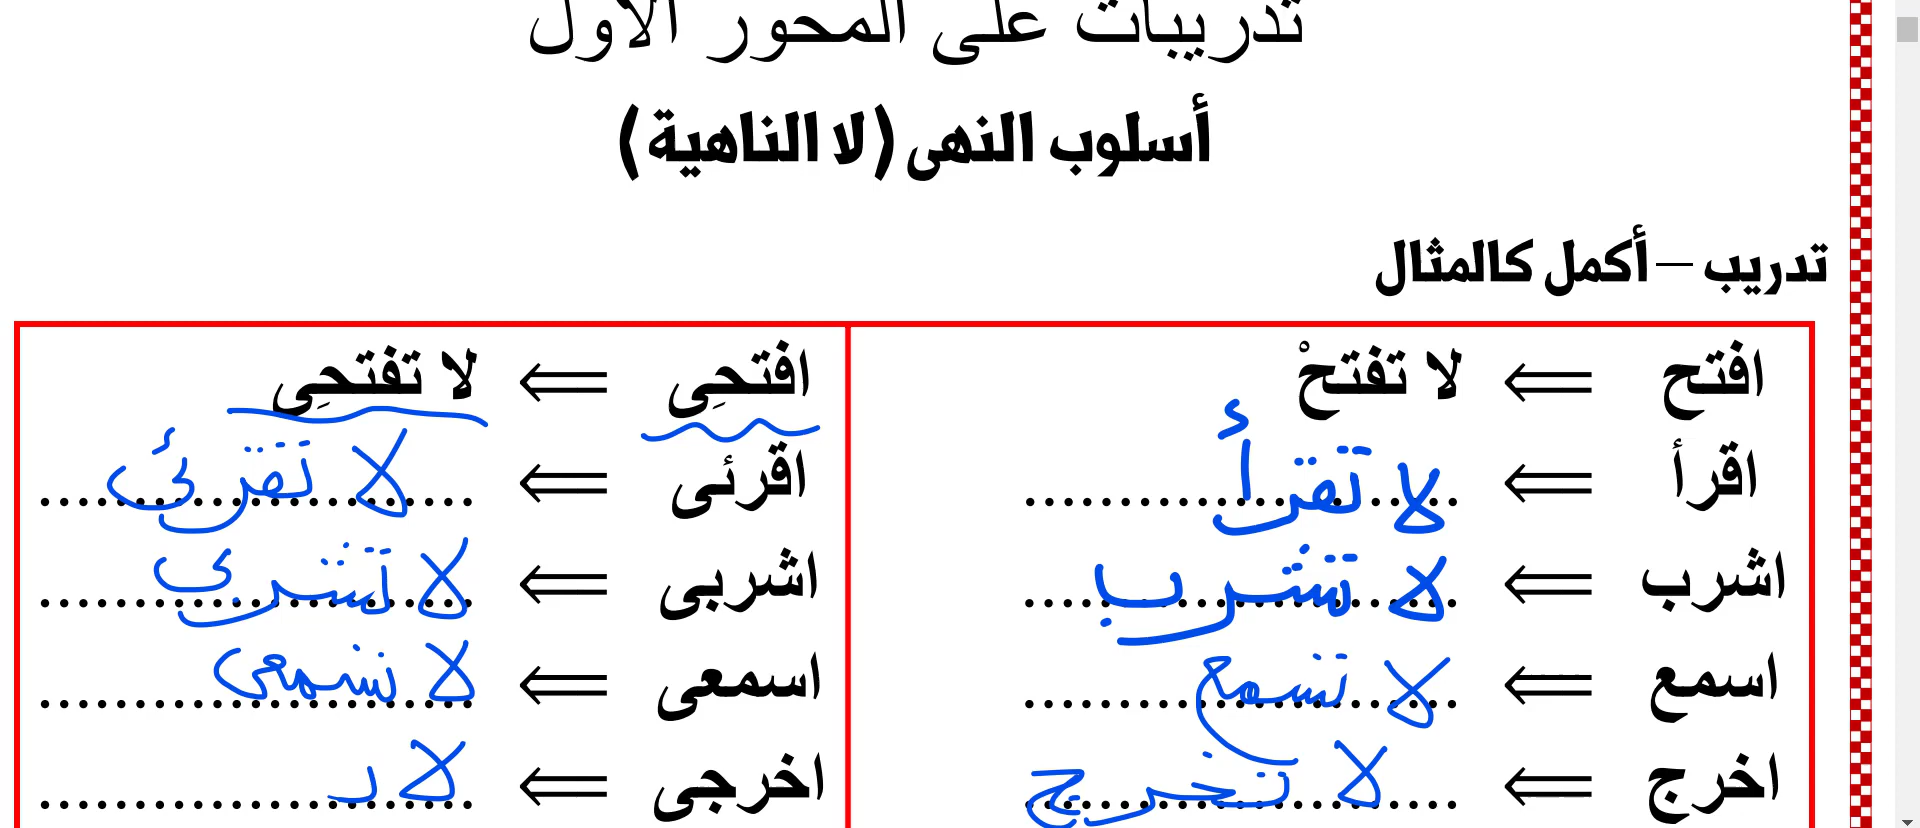 تدريبات على المحور الأول
أسلوب النهى (لا الناهية)
تدريب – أكمل كالمثال
افتح ⇐ لا تفتحْ
افتحِى ⇐ لا تفتحِى
اقرأ ⇐ لا تقرأ
اقرئى ⇐ لا تقرئى
اشرب ⇐ لا تشرب
اشربى ⇐ لا تشربى
اسمع ⇐ لا تسمع
اسمعى ⇐ لا تسمعى
اخرج ⇐ لا تخرج
اخرجى ⇐ لا